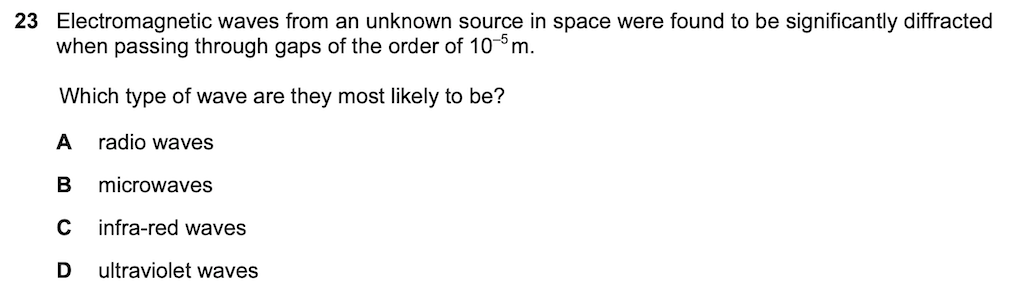 23 Electromagnetic waves from an unknown source in space were found to be significantly diffracted
when passing through gaps of the order of 10⁻⁵ m.
Which type of wave are they most likely to be?
A radio waves
B microwaves
C infra-red waves
D ultraviolet waves